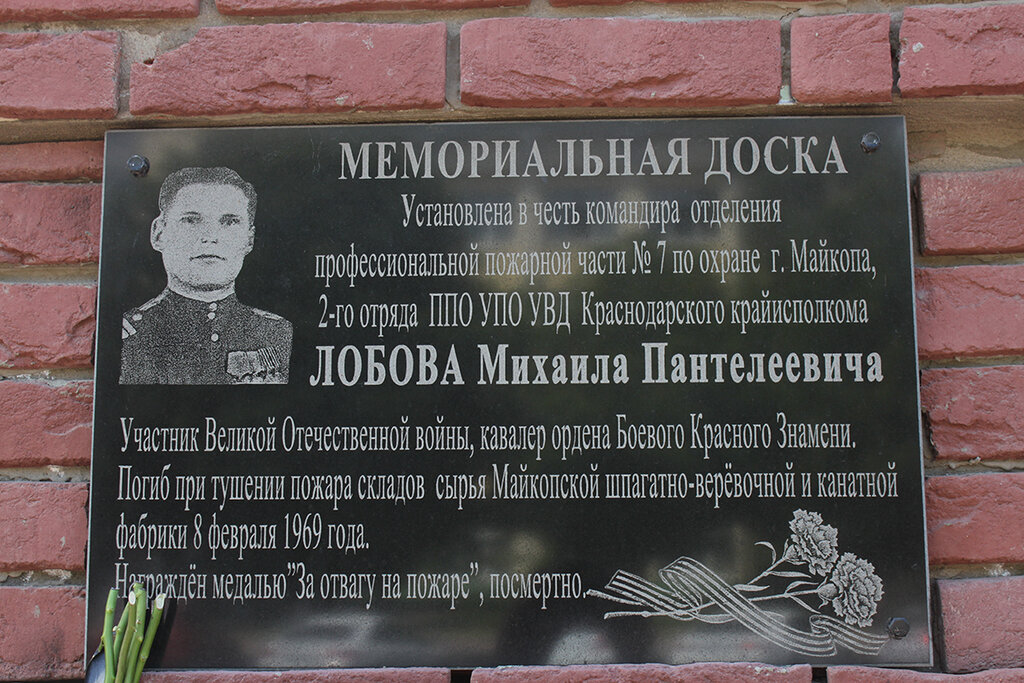 МЕМОРИАЛЬНАЯ ДОСКА
Установлена в честь командира отделения
профессиональной пожарной части № 7 по охране г. Майкопа,
2-го отряда ППО УПО УВД Краснодарского крайисполкома
ЛОБОВА Михаила Пантелеевича
Участник Великой Отечественной войны, кавалер ордена Боевого Красного Знамени.
Погиб при тушении пожара складов сырья Майкопской шпагатно-верёвочной и канатной
фабрики 8 февраля 1969 года.
Награждён медалью"За отвагу на пожаре", посмертно.